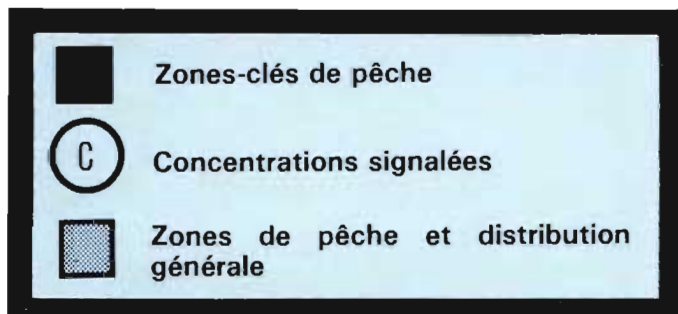 Zones-clés de pêche
C
Concentrations signalées
Zones de pêche et distribution
générale